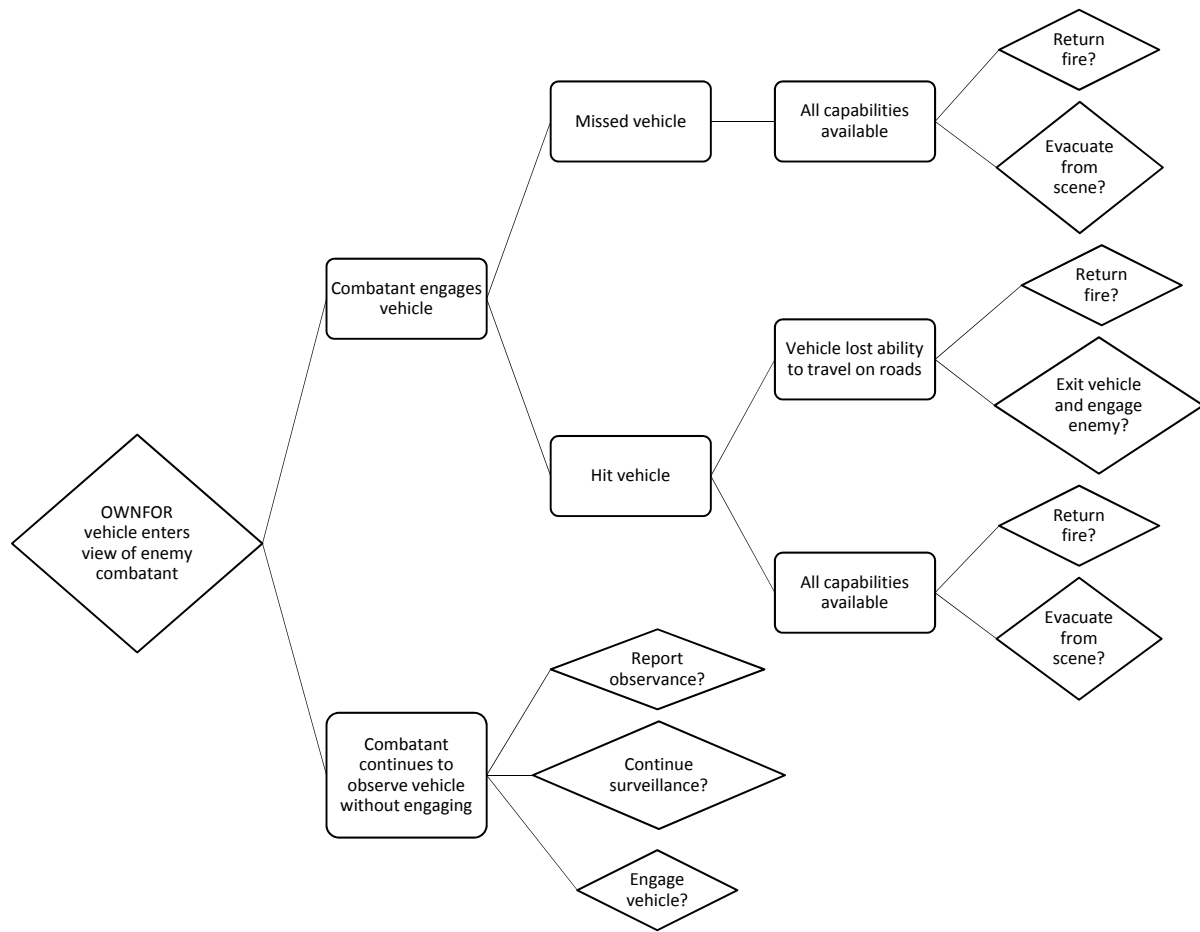 OWNFOR
vehicle enters
view of enemy
combatant
Combatant engages
vehicle
Missed vehicle
All capabilities
available
Return
fire?
Evacuate
from
scene?
Hit vehicle
Vehicle lost ability
to travel on roads
Return
fire?
Exit vehicle
and engage
enemy?
All capabilities
available
Return
fire?
Evacuate
from
scene?
Combatant
continues to
observe vehicle
without engaging
Report
observance?
Continue
surveillance?
Engage
vehicle?